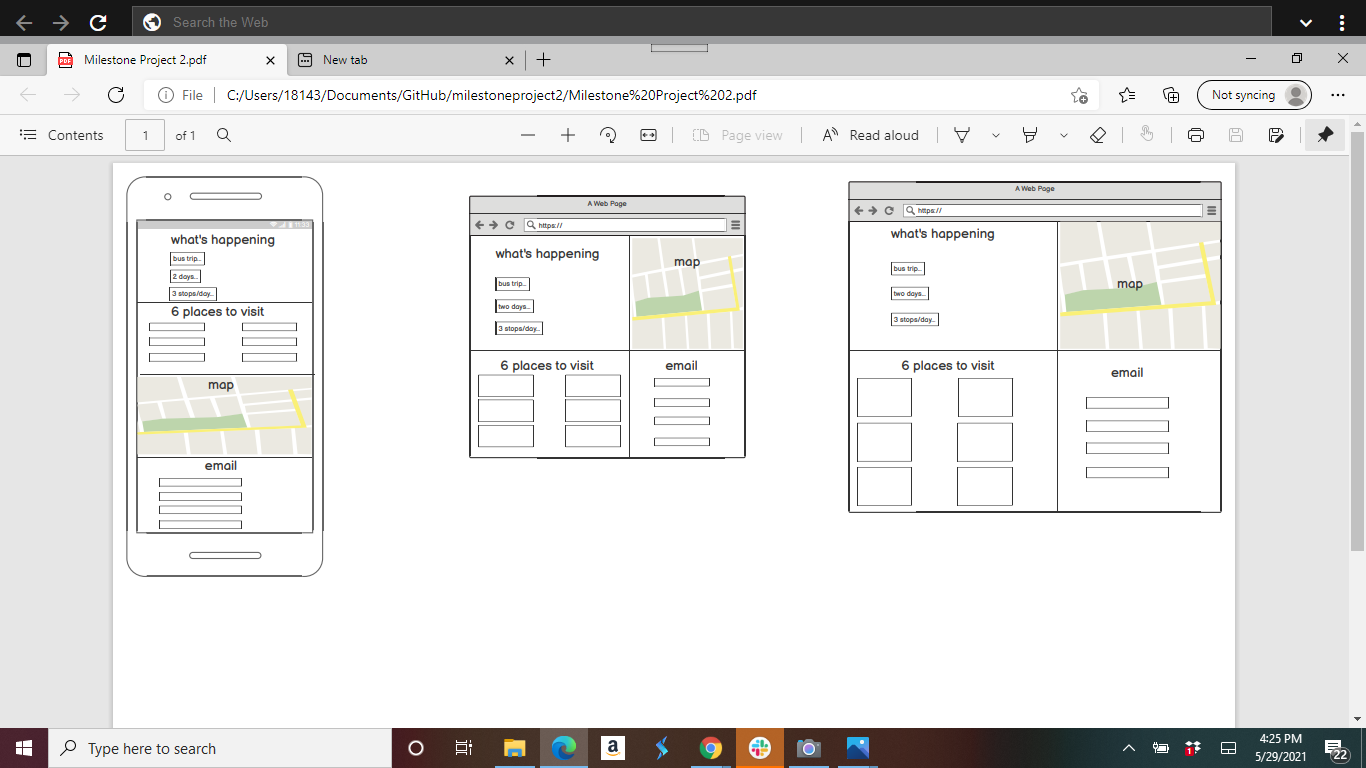 Search the Web
Milestone Project 2.pdf
New tab
File
C:/Users/18143/Documents/GitHub/milestoneproject2/Milestone%20Project%202.pdf
Not syncing
Contents
1
of 1
Page view
Read aloud
what's happening
bus trip..
2 days..
3 stops/day..
6 places to visit
map
email
A Web Page
https://
what's happening
bus trip..
two days..
3 stops/day..
map
6 places to visit
email
A Web Page
https://
what's happening
bus trip..
two days..
3 stops/day..
map
6 places to visit
email
Type here to search
4:25 PM
5/29/2021
22